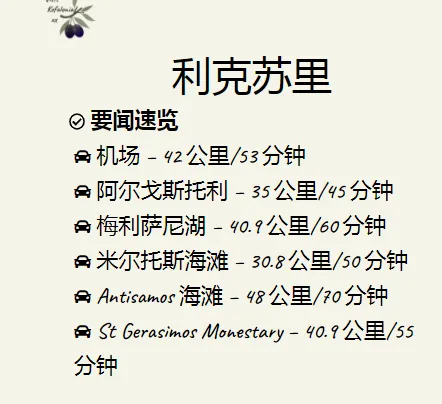 Kefalonia
利克苏里
要闻速览
机场 – 42 公里/53 分钟
阿尔戈斯托利 – 35 公里/45 分钟
梅利萨尼湖 – 40.9 公里/60 分钟
米尔托斯海滩 – 30.8 公里/50 分钟
Antisamos 海滩 – 48 公里/70 分钟
St Gerasimos Monestary – 40.9 公里/55
分钟